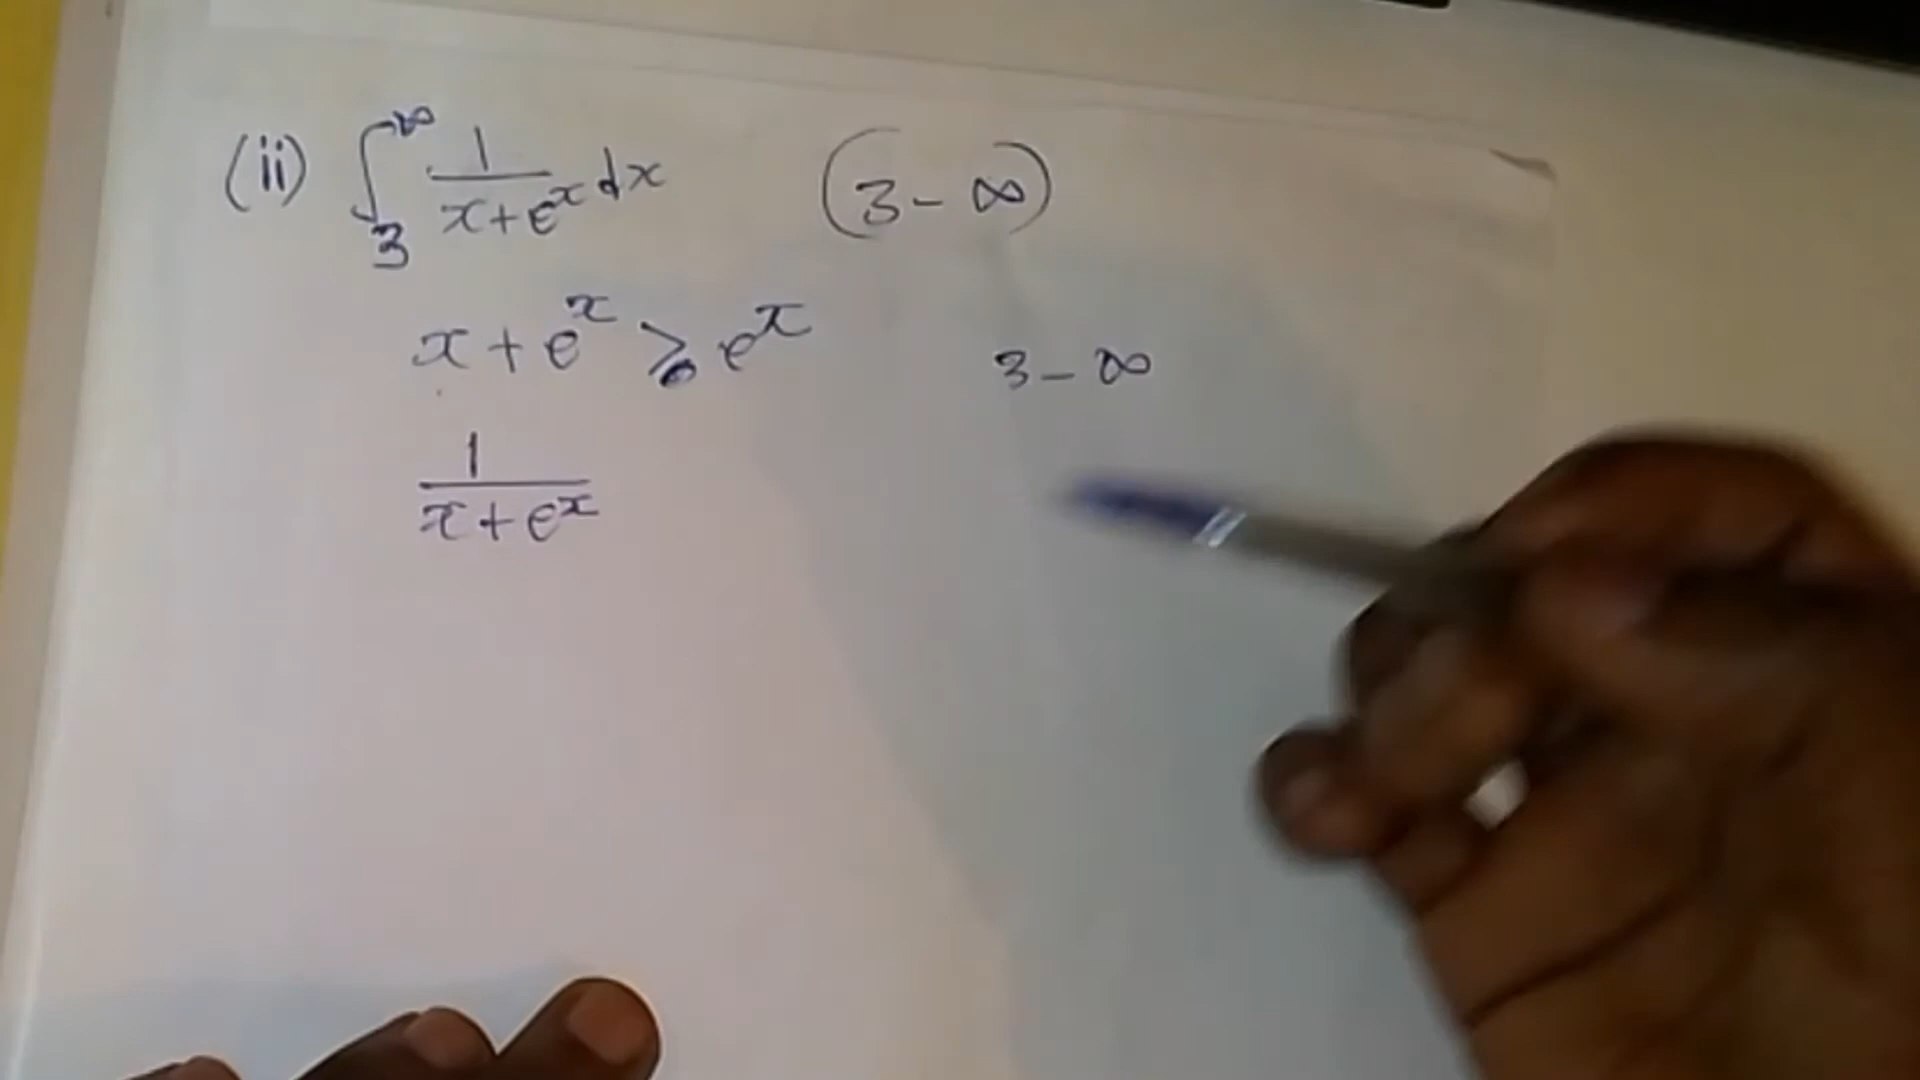 (ii) ∫₃^∞ 1/(x+e^x) dx (3-∞)
x+e^x ⩾ e^x 3-∞
1/(x+e^x)